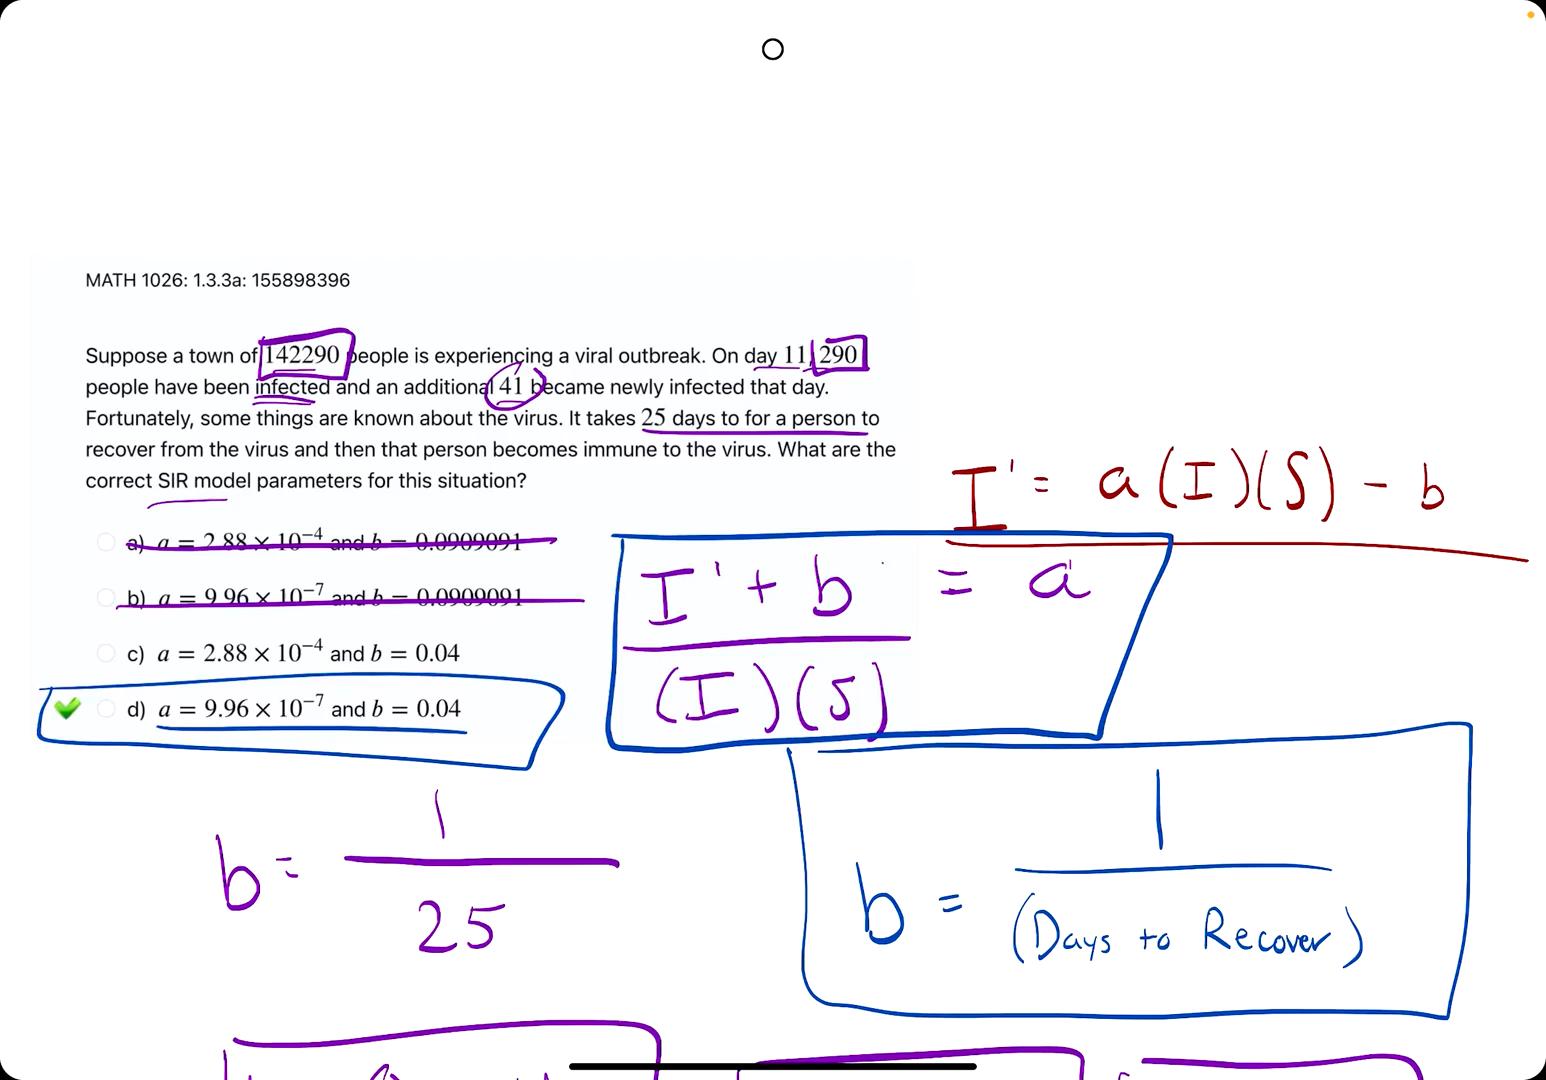 MATH 1026: 1.3.3a: 155898396
Suppose a town of 142290 people is experiencing a viral outbreak. On day 11, 290
people have been infected and an additional 41 became newly infected that day.
Fortunately, some things are known about the virus. It takes 25 days to for a person to
recover from the virus and then that person becomes immune to the virus. What are the
correct SIR model parameters for this situation?
I' = a (I)(S) - b
a) a = 2.88 × 10⁻⁴ and b = 0.0909091
b) a = 9.96 × 10⁻⁷ and b = 0.0909091
c) a = 2.88 × 10⁻⁴ and b = 0.04
d) a = 9.96 × 10⁻⁷ and b = 0.04
I' + b = a
(I)(S)
b = 1
25
b = 1
(Days to Recover)